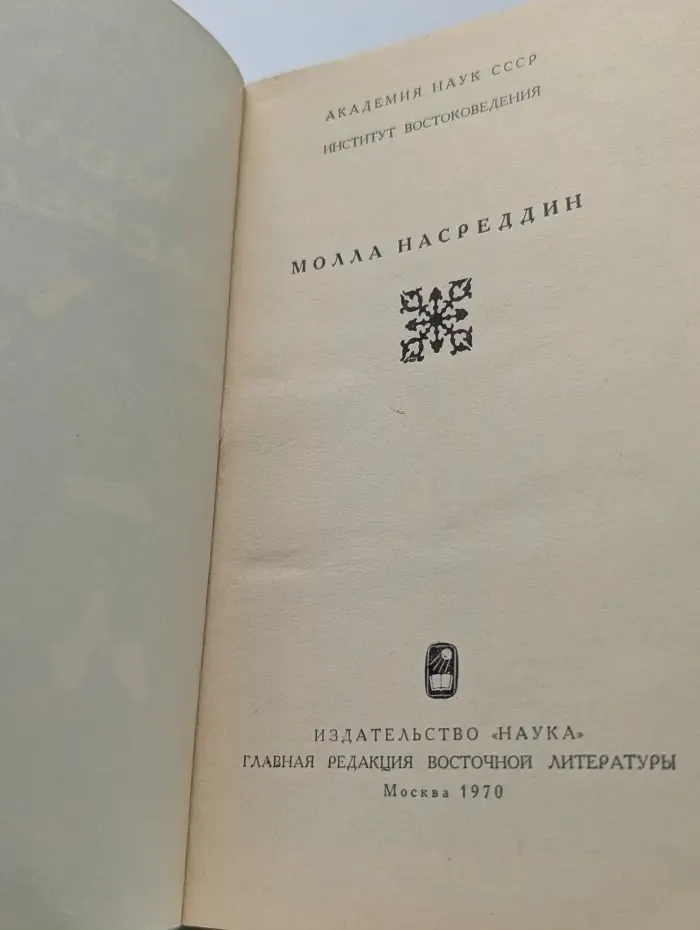 АКАДЕМИЯ НАУК СССР
ИНСТИТУТ ВОСТОКОВЕДЕНИЯ
МОЛЛА НАСРЕДДИН
ИЗДАТЕЛЬСТВО «НАУКА»
ГЛАВНАЯ РЕДАКЦИЯ ВОСТОЧНОЙ ЛИТЕРАТУРЫ
Москва 1970